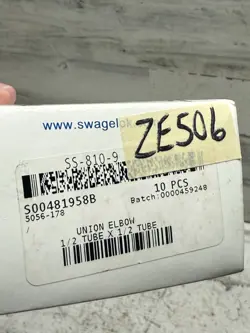 www.swagelok
ZE506
SS-810-9
S00481958B
10 PCS
5056-178
Batch:0000459248
/
UNION ELBOW
1/2 TUBE X 1/2 TUBE